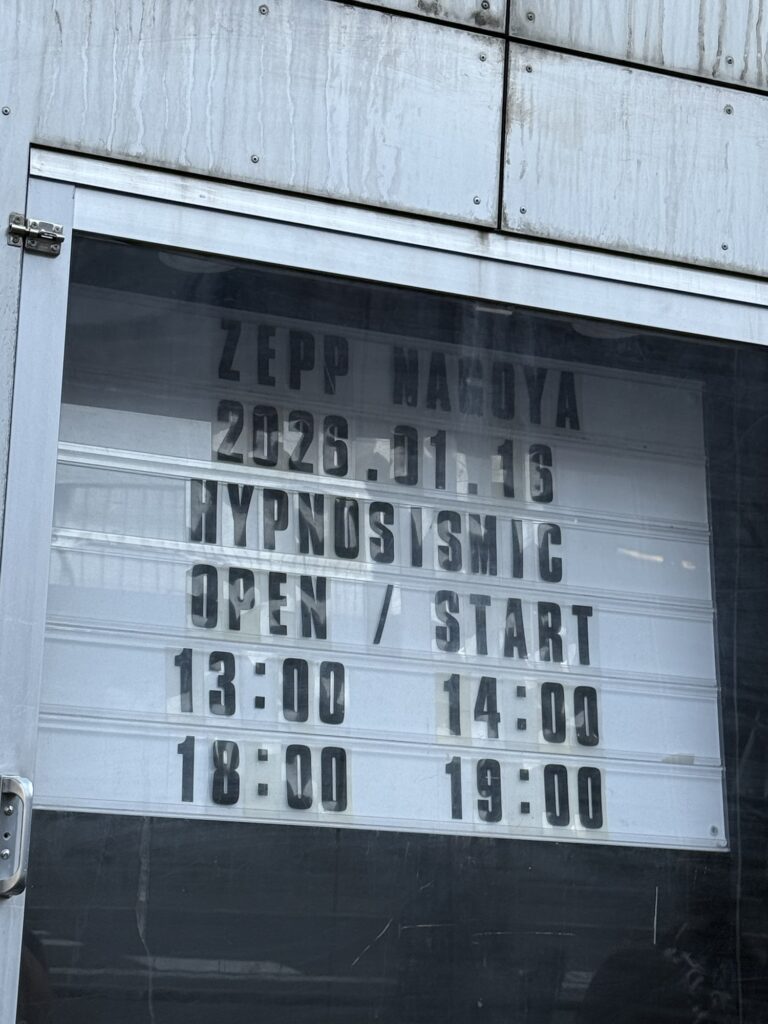 ZEPP NAGOYA
2026.01.16
HYPNOSISMIC
OPEN / START
13:00 14:00
18:00 19:00